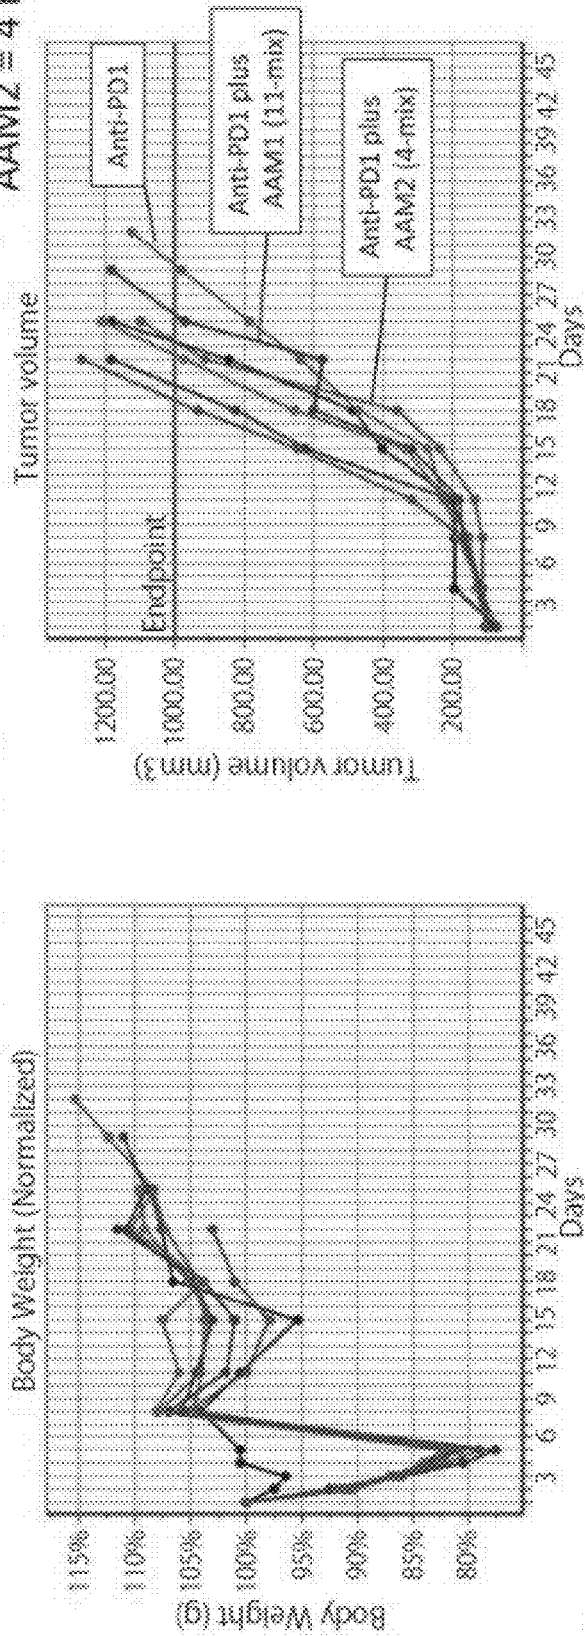 Body Weight (Normalized)
Body Weight (g)
115%
110%
105%
100%
95%
90%
85%
80%
3 6 9 12 15 18 21 24 27 30 33 36 39 42 45
Days
AAM2 = 4
Tumor volume
Tumor volume (mm3)
1200.00
1000.00
800.00
600.00
400.00
200.00
Endpoint
Anti-PD1
Anti-PD1 plus
AAM1 (11-mix)
Anti-PD1 plus
AAM2 (4-mix)
3 6 9 12 15 18 21 24 27 30 33 36 39 42 45
Days